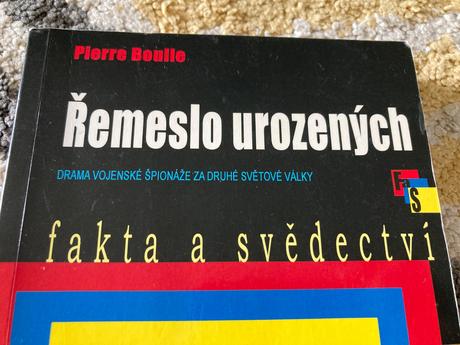 Pierre Boulle
Řemeslo urozených
DRAMA VOJENSKÉ ŠPIONÁŽE ZA DRUHÉ SVĚTOVÉ VÁLKY
F a S
fakta a svědectví